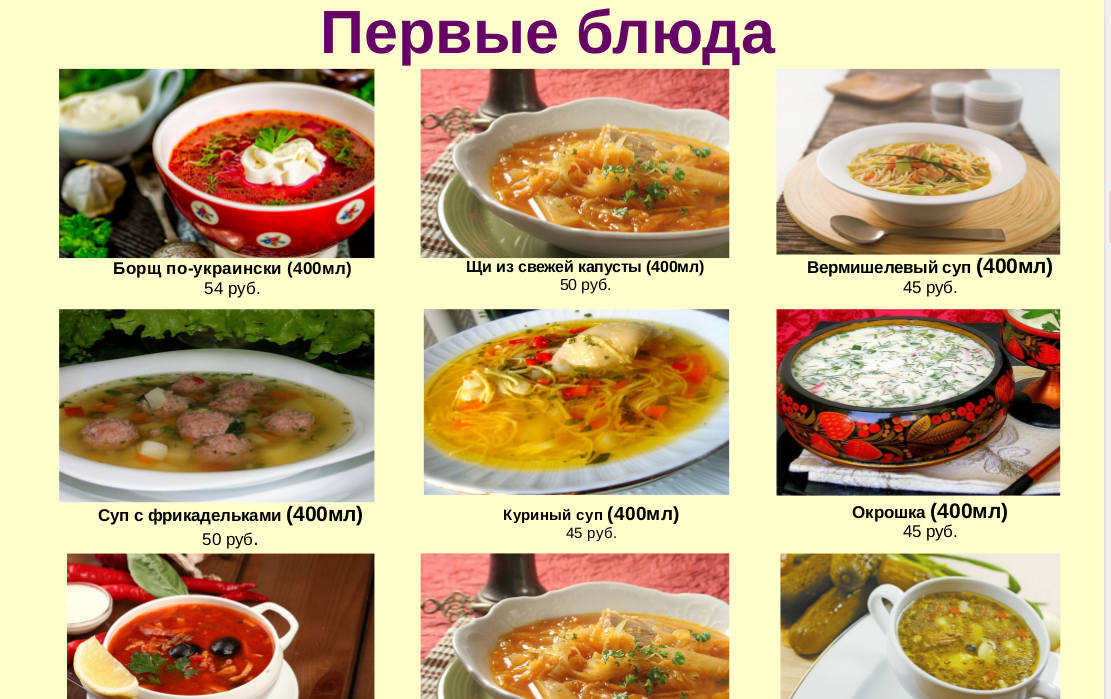 Первые блюда
Борщ по-украински (400мл)
54 руб.
Щи из свежей капусты (400мл)
50 руб.
Вермишелевый суп (400мл)
45 руб.
Суп с фрикадельками (400мл)
50 руб.
Куриный суп (400мл)
45 руб.
Окрошка (400мл)
45 руб.